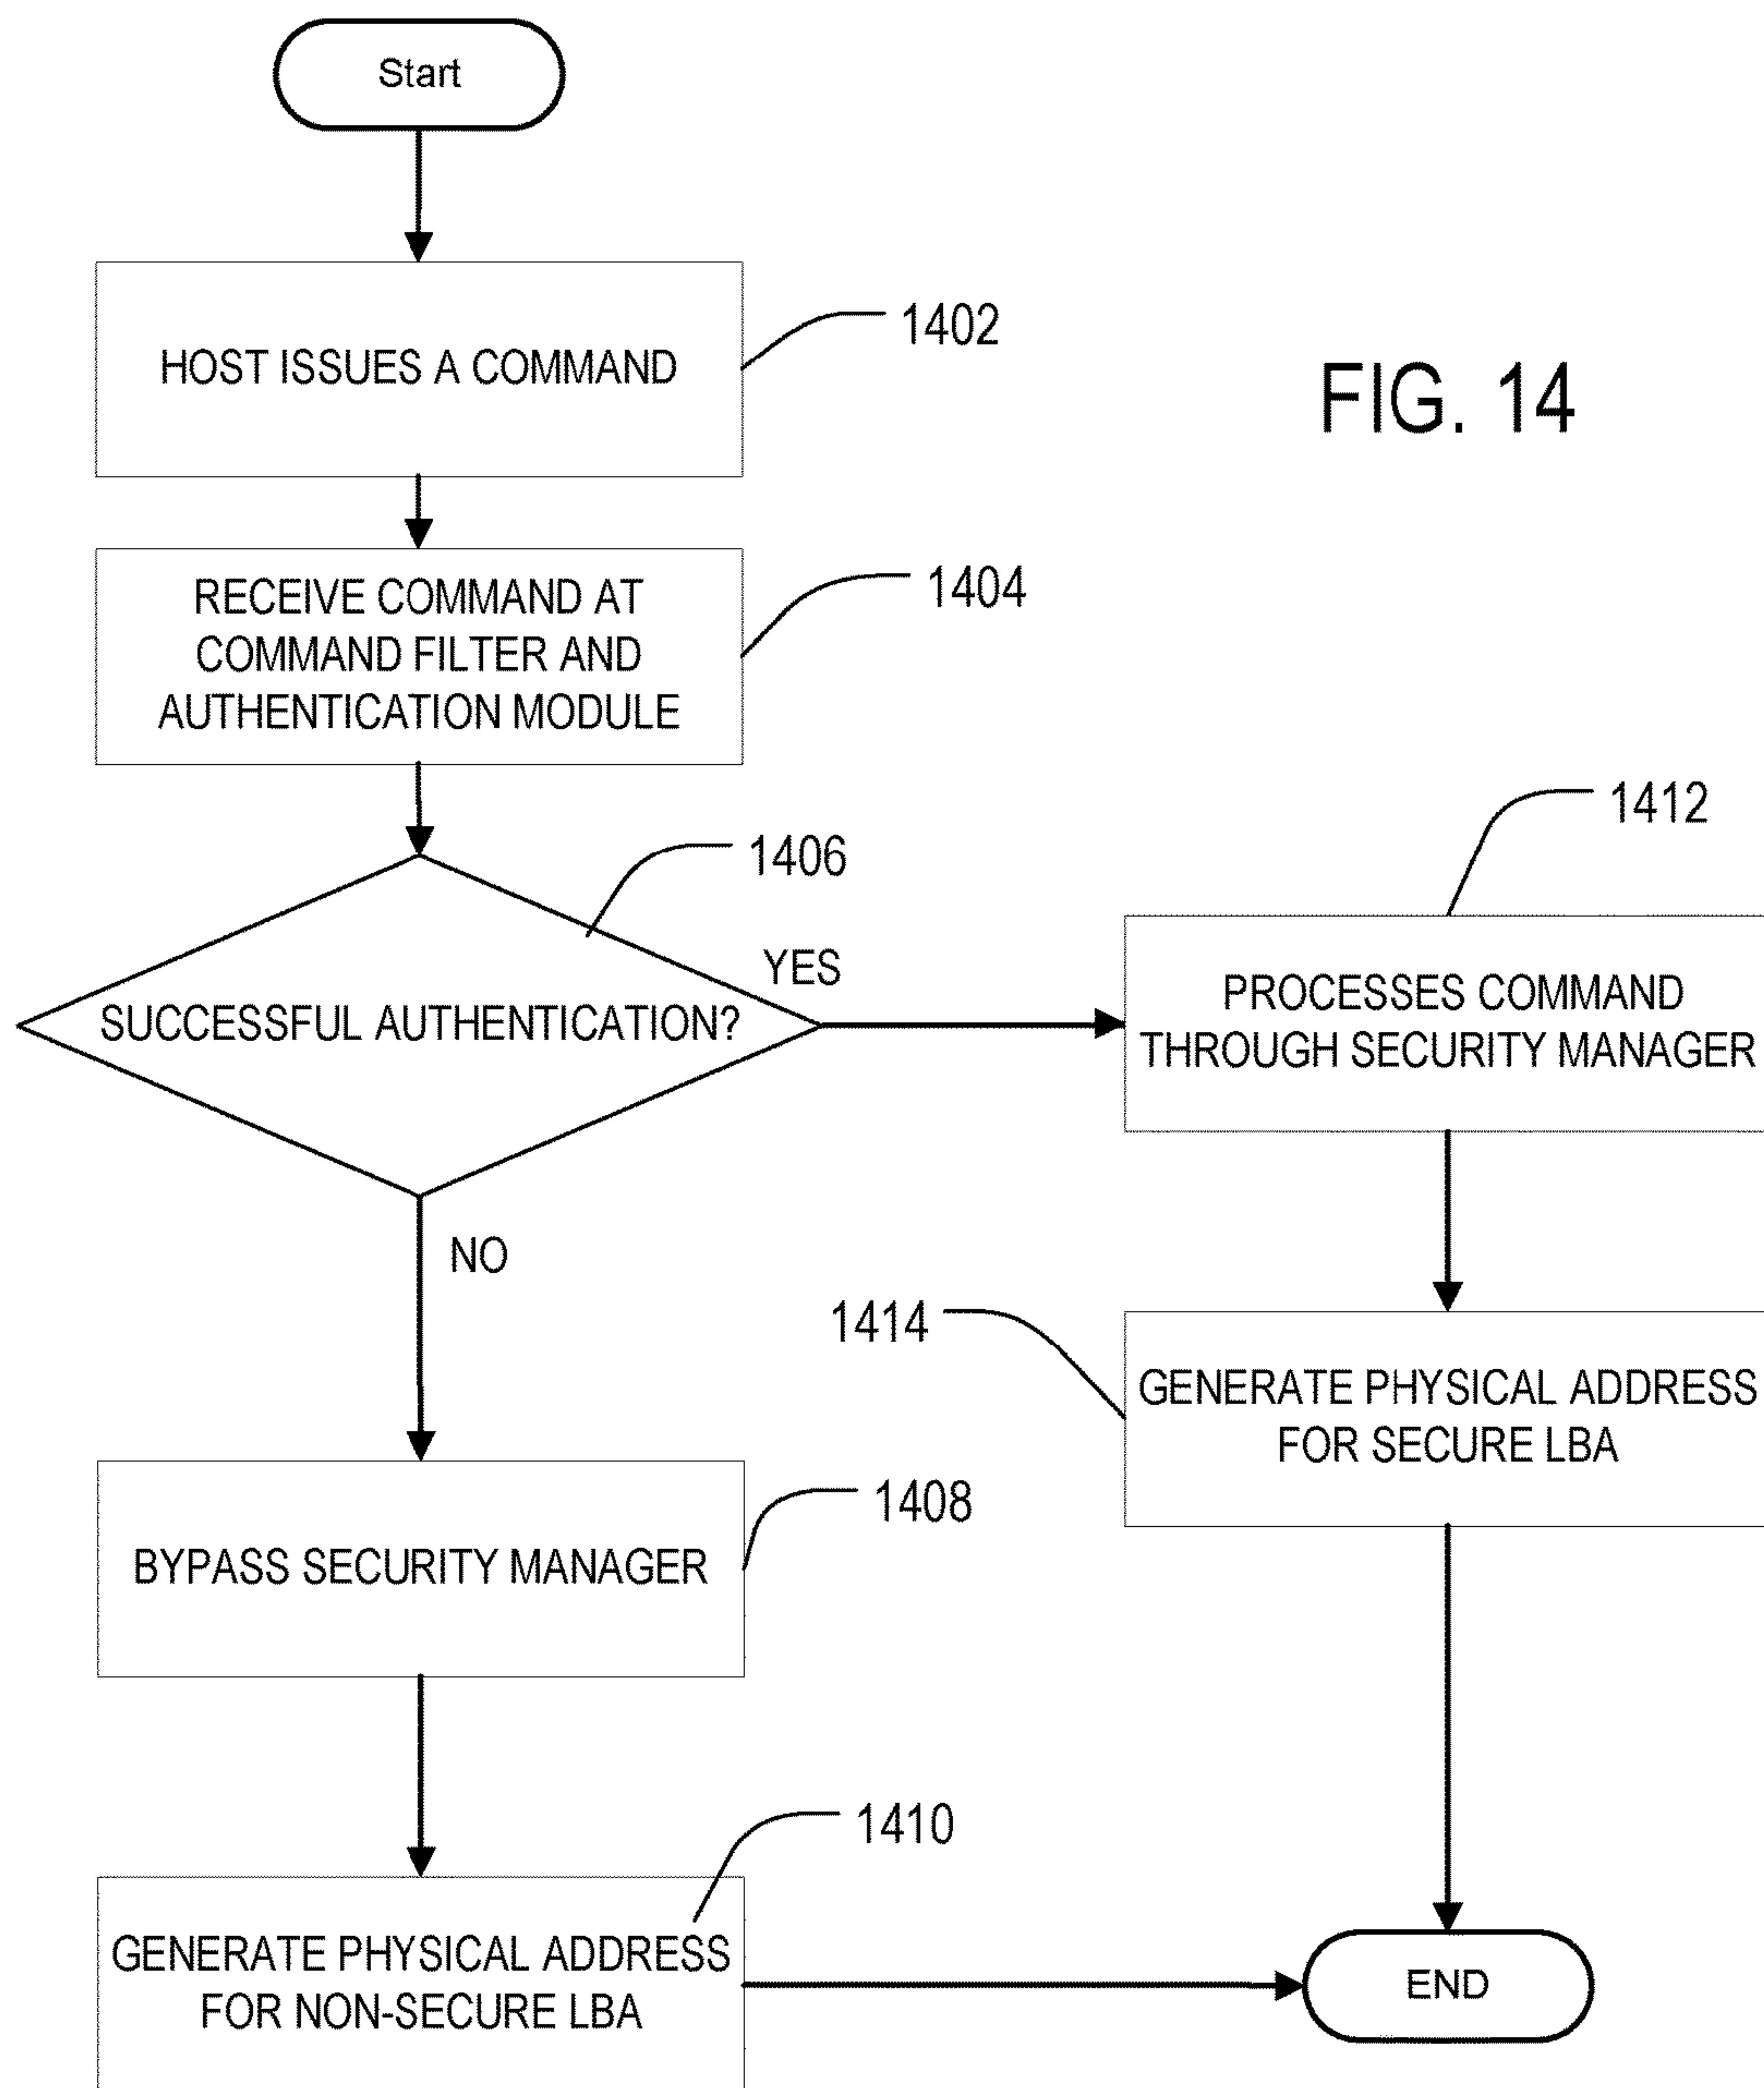 Start
HOST ISSUES A COMMAND
1402
FIG. 14
RECEIVE COMMAND AT
COMMAND FILTER AND
AUTHENTICATION MODULE
1404
1406
SUCCESSFUL AUTHENTICATION?
YES
NO
1412
PROCESSES COMMAND
THROUGH SECURITY MANAGER
1414
GENERATE PHYSICAL ADDRESS
FOR SECURE LBA
BYPASS SECURITY MANAGER
1408
1410
GENERATE PHYSICAL ADDRESS
FOR NON-SECURE LBA
END